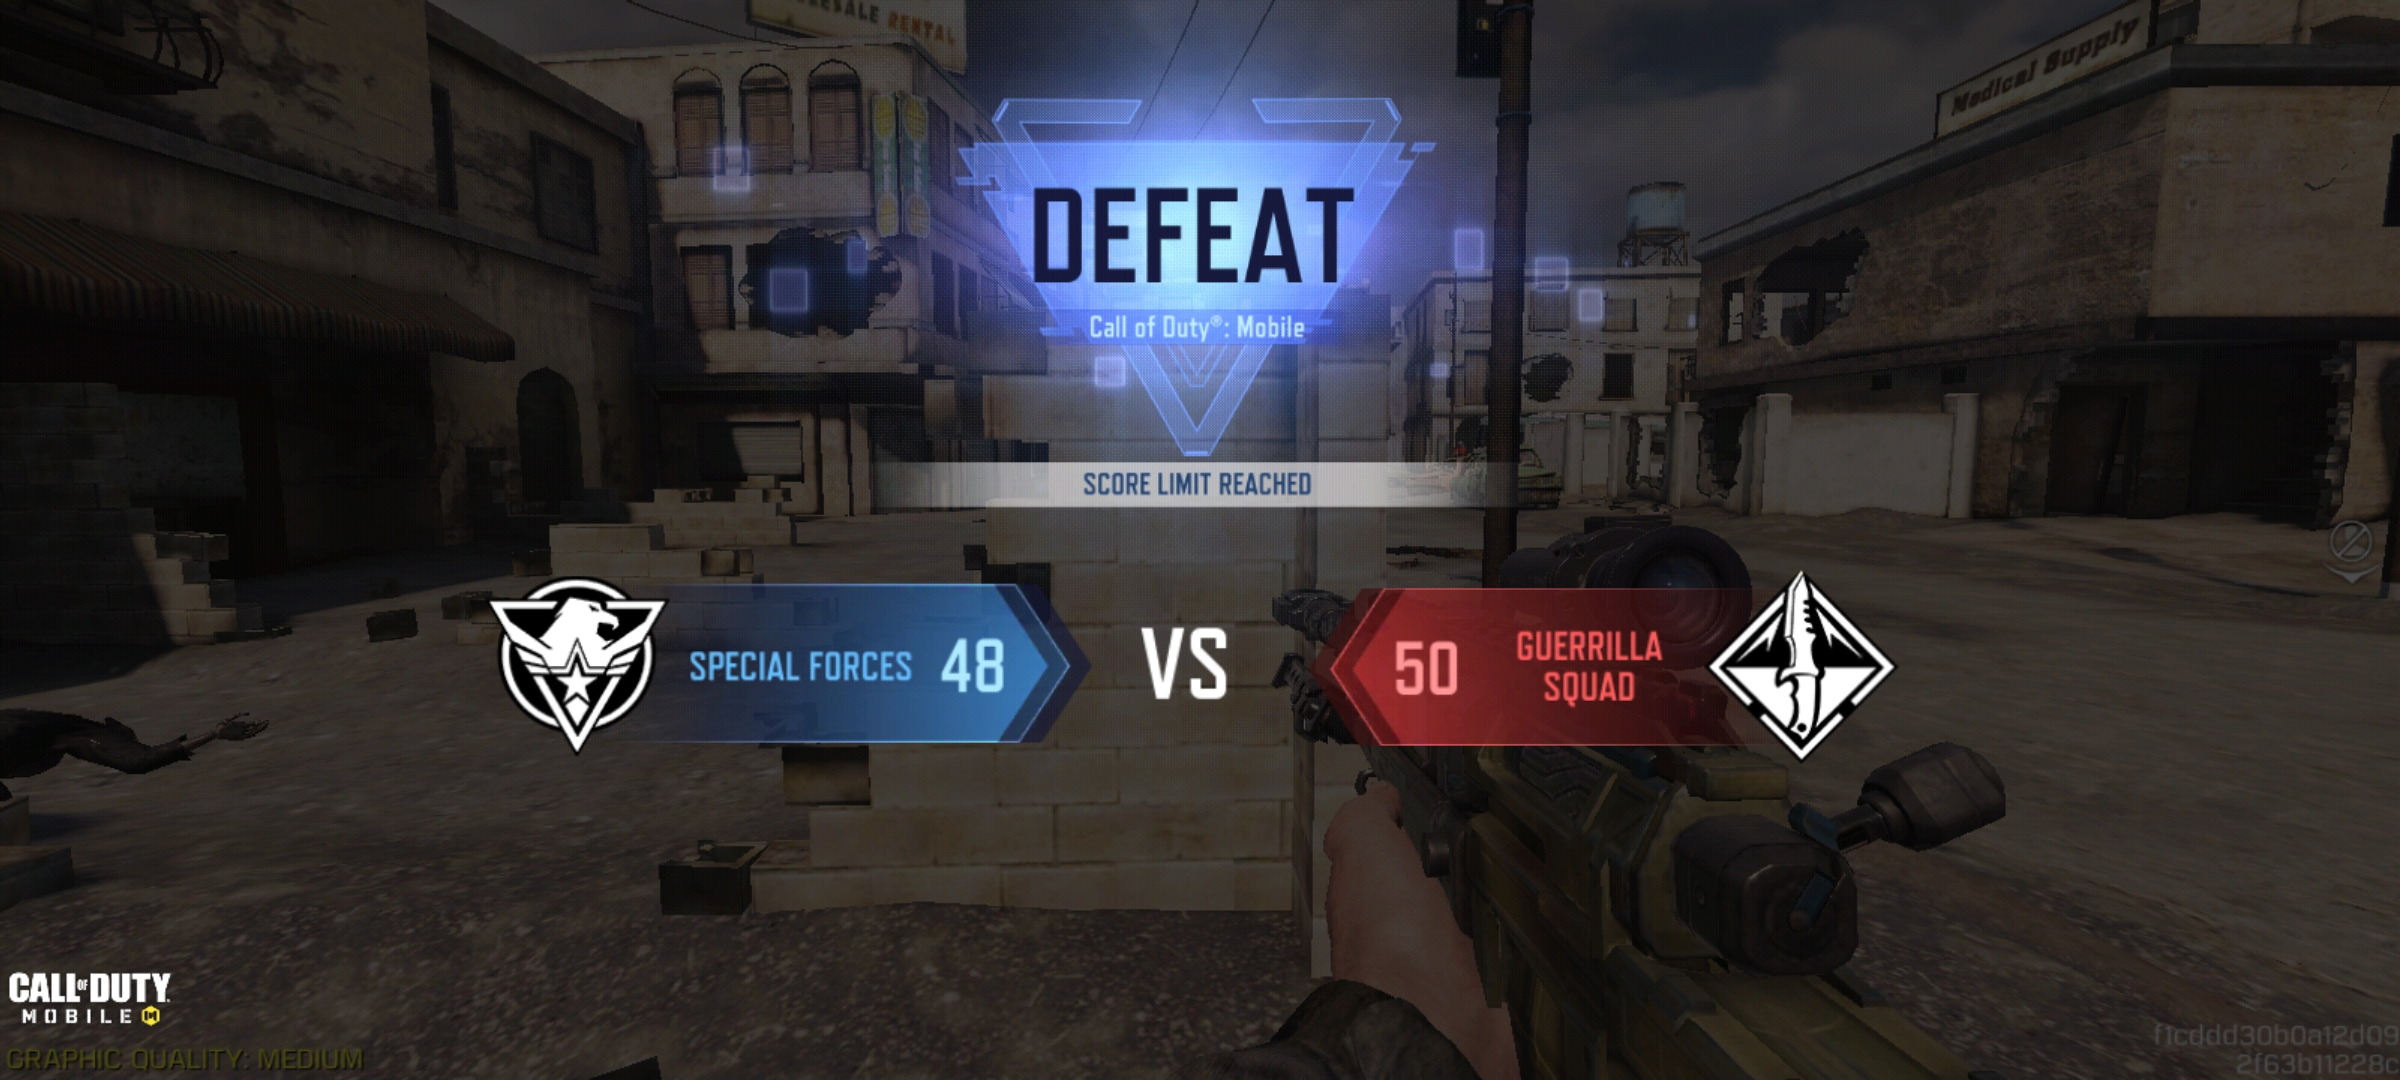 RENTAL
Medical Supply
DEFEAT
Call of Duty®: Mobile
SCORE LIMIT REACHED
SPECIAL FORCES 48
VS
50 GUERRILLA
SQUAD
CALL OF DUTY
MOBILE
GRAPHIC QUALITY: MEDIUM
f1cddd30b0a12d09
2f63b11228c